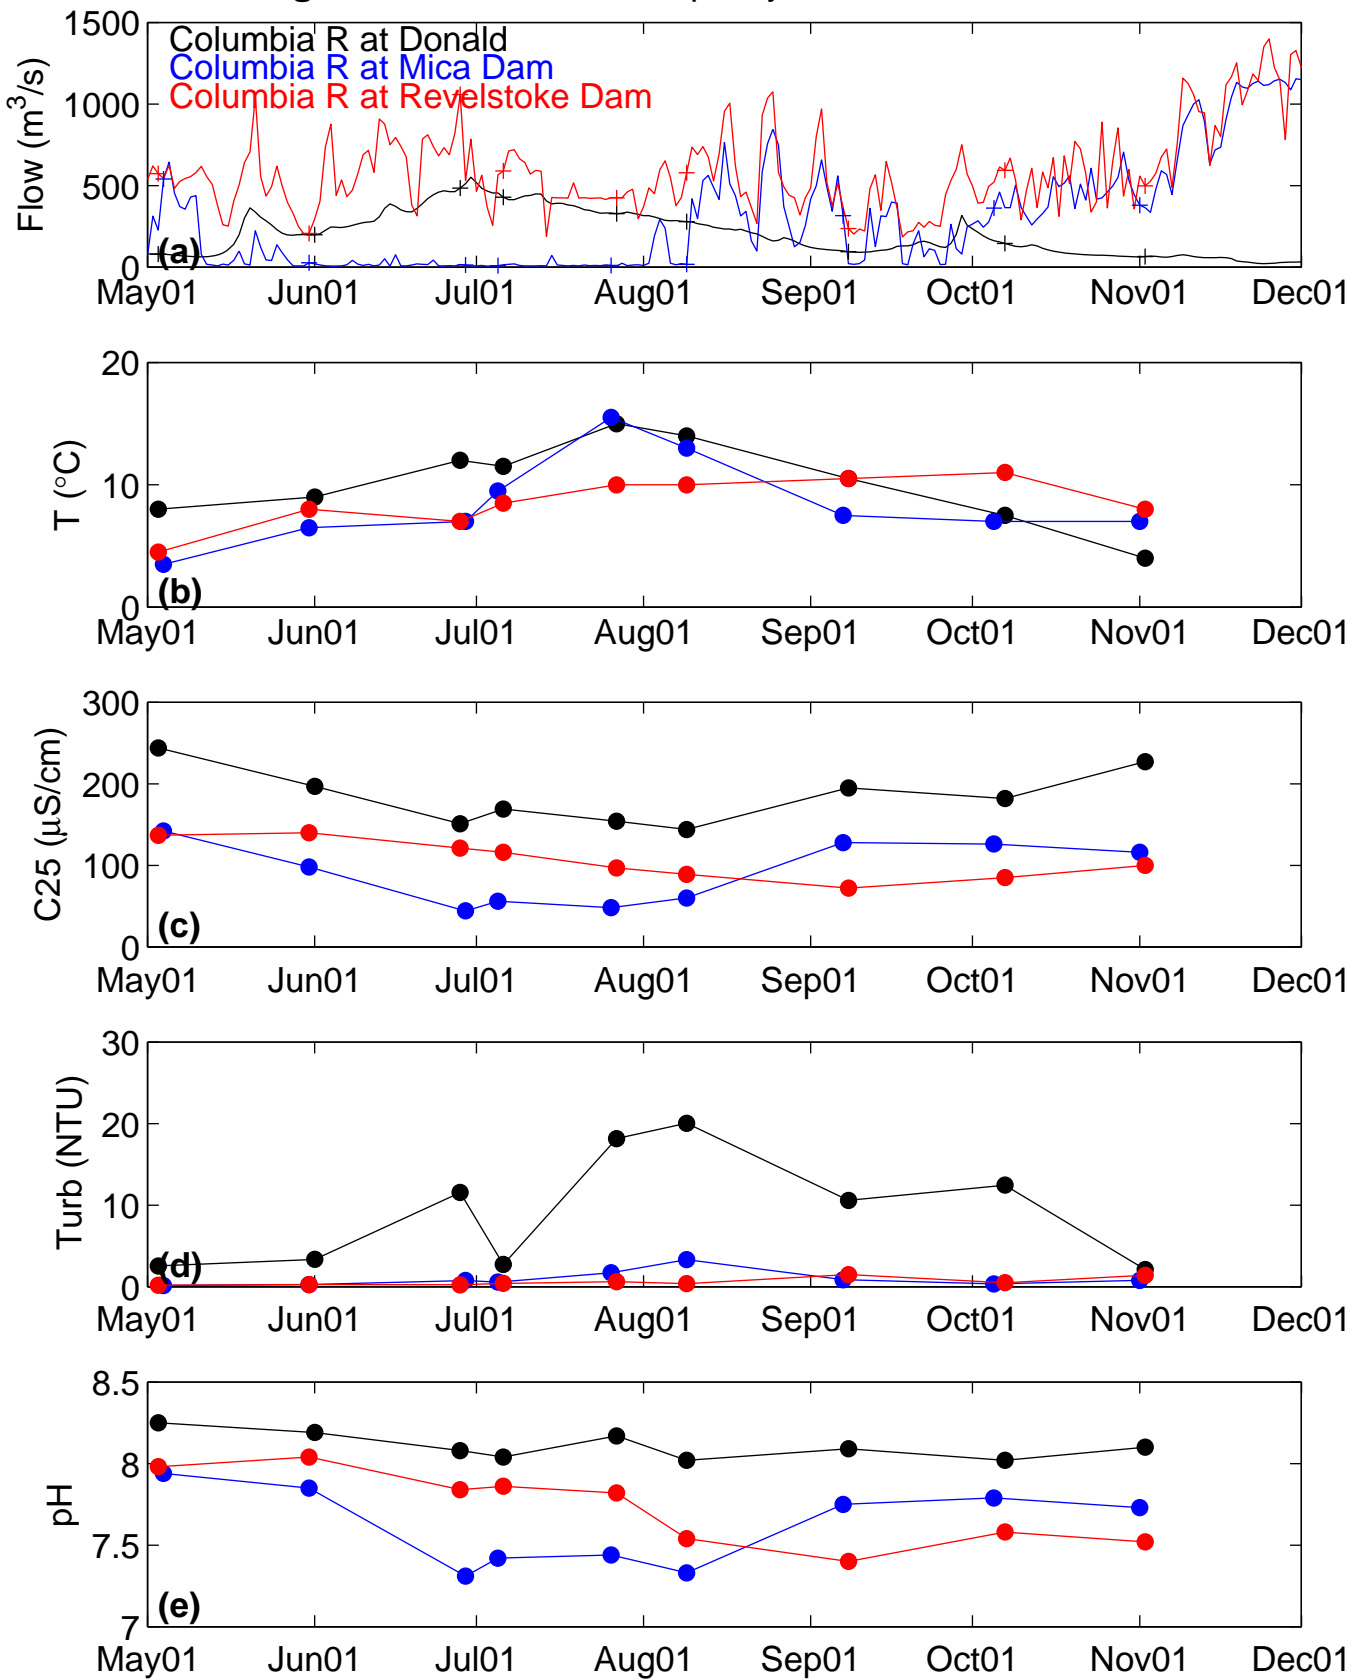 1500
Columbia R at Donald
Columbia R at Mica Dam
Columbia R at Revelstoke Dam
1000
500
0
Flow (m³/s)
(a)
May01 Jun01 Jul01 Aug01 Sep01 Oct01 Nov01 Dec01
20
10
0
T (°C)
(b)
May01 Jun01 Jul01 Aug01 Sep01 Oct01 Nov01 Dec01
300
200
100
0
C25 (μS/cm)
(c)
May01 Jun01 Jul01 Aug01 Sep01 Oct01 Nov01 Dec01
30
20
10
0
Turb (NTU)
(d)
May01 Jun01 Jul01 Aug01 Sep01 Oct01 Nov01 Dec01
8.5
8
7.5
7
pH
(e)
May01 Jun01 Jul01 Aug01 Sep01 Oct01 Nov01 Dec01